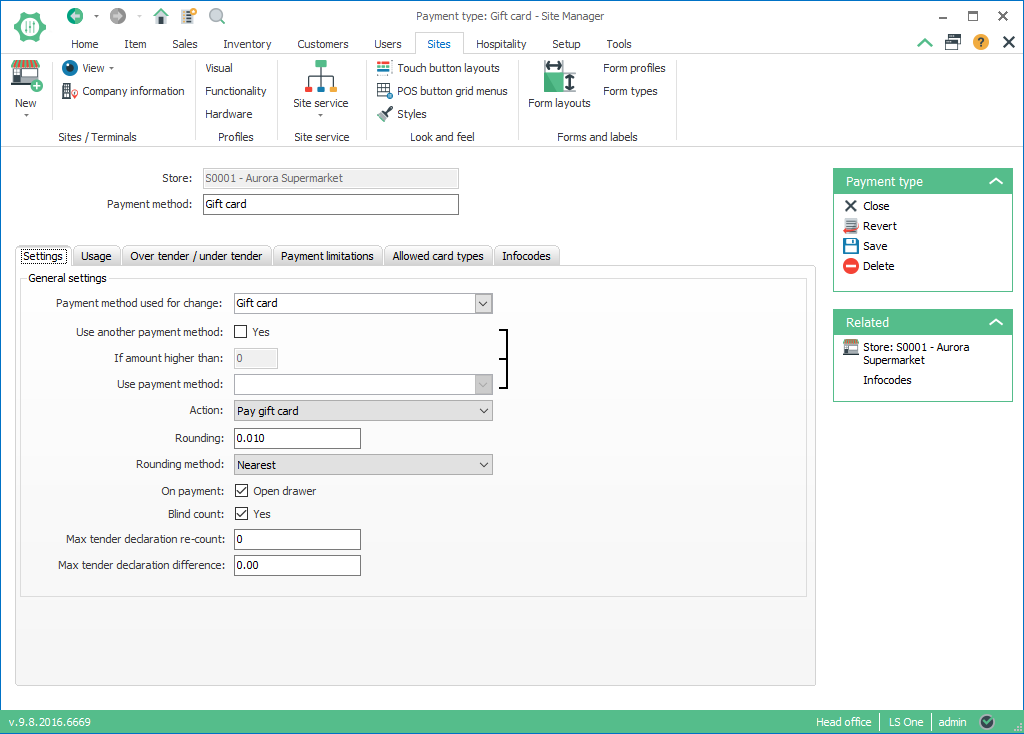 Payment type: Gift card - Site Manager
Home Item Sales Inventory Customers Users Sites Hospitality Setup Tools
New
View
Company information
Sites / Terminals
Visual
Functionality
Hardware
Profiles
Site service
Site service
Touch button layouts
POS button grid menus
Styles
Look and feel
Form layouts
Form profiles
Form types
Forms and labels
Store: S0001 - Aurora Supermarket
Payment method: Gift card
Settings Usage Over tender / under tender Payment limitations Allowed card types Infocodes
General settings
Payment method used for change: Gift card
Use another payment method: Yes
If amount higher than: 0
Use payment method:
Action: Pay gift card
Rounding: 0.010
Rounding method: Nearest
On payment: Open drawer
Blind count: Yes
Max tender declaration re-count: 0
Max tender declaration difference: 0.00
Payment type
Close
Revert
Save
Delete
Related
Store: S0001 - Aurora
Supermarket
Infocodes
v.9.8.2016.6669 Head office LS One admin